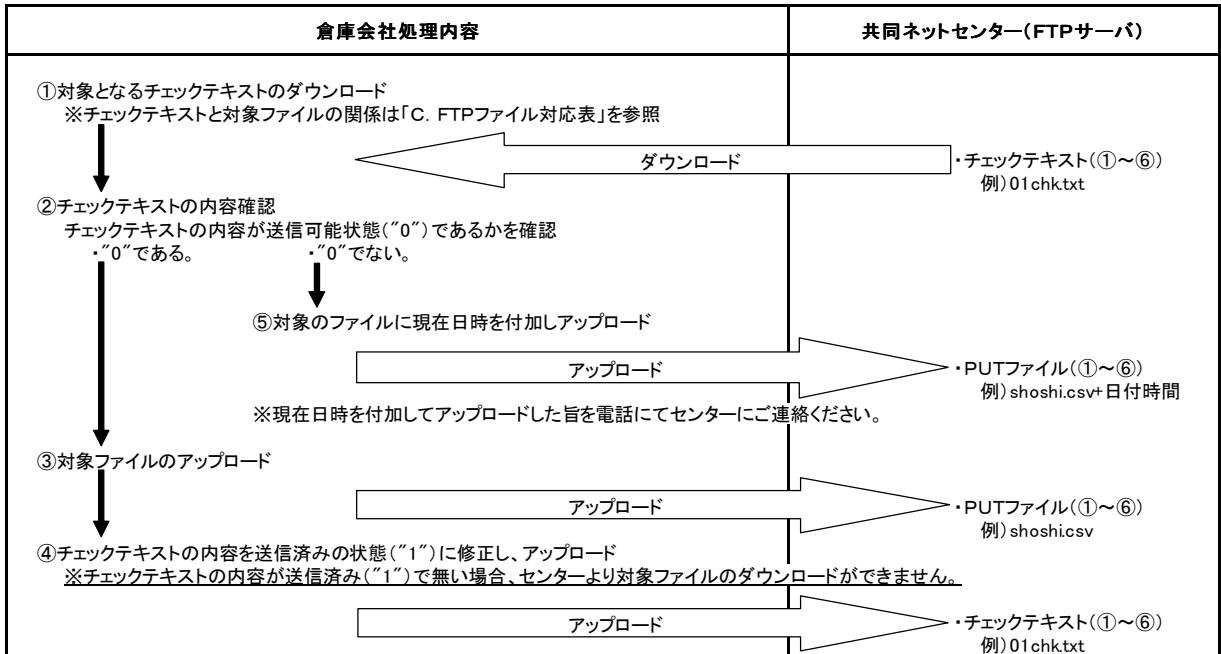 倉庫会社処理内容
共同ネットセンター(FTPサーバ)
①対象となるチェックテキストのダウンロード
※チェックテキストと対象ファイルの関係は「C. FTPファイル対応表」を参照
ダウンロード
・チェックテキスト(①～⑥)
例)01chk.txt
②チェックテキストの内容確認
チェックテキストの内容が送信可能状態("0")であるかを確認
・"0"である。
・"0"でない。
⑤対象のファイルに現在日時を付加しアップロード
アップロード
・PUTファイル(①～⑥)
例)shoshi.csv+日付時間
※現在日時を付加してアップロードした旨を電話にてセンターにご連絡ください。
③対象ファイルのアップロード
アップロード
・PUTファイル(①～⑥)
例)shoshi.csv
④チェックテキストの内容を送信済みの状態("1")に修正し、アップロード
※チェックテキストの内容が送信済み("1")で無い場合、センターより対象ファイルのダウンロードができません。
アップロード
・チェックテキスト(①～⑥)
例)01chk.txt